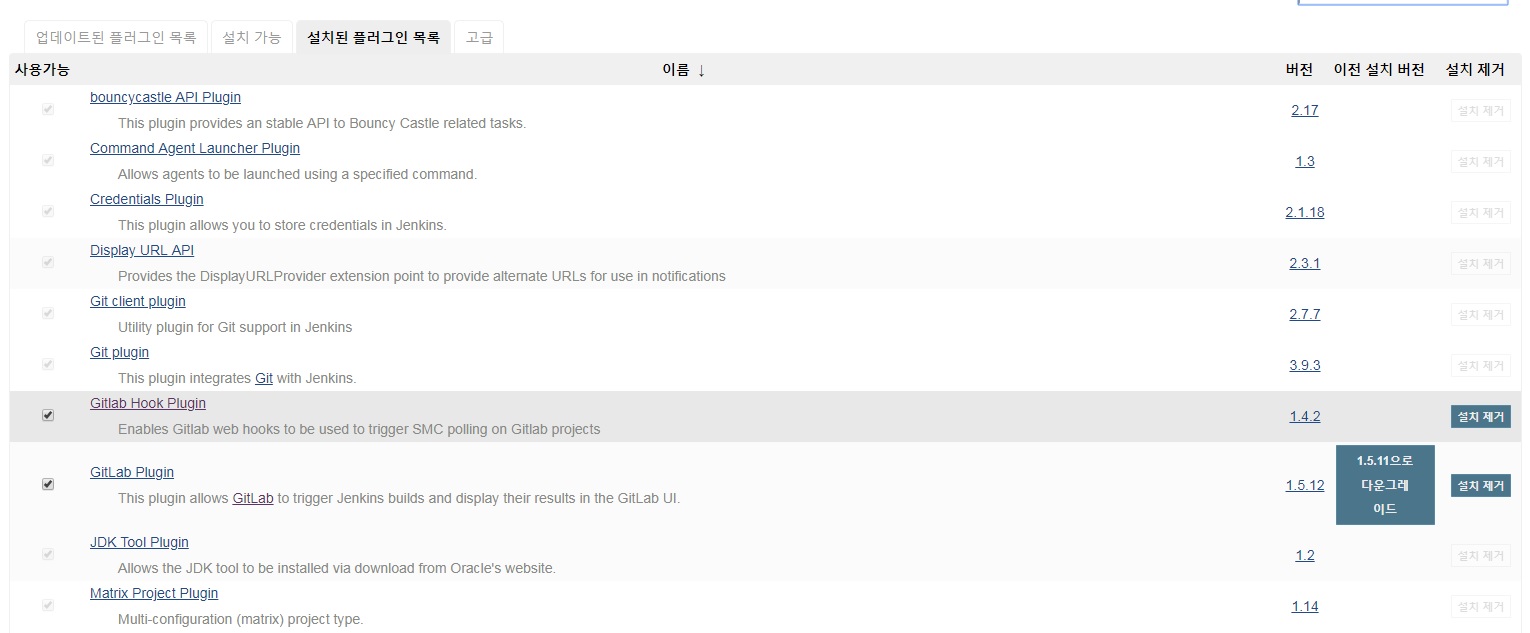 업데이트된 플러그인 목록 설치 가능 설치된 플러그인 목록 고급
사용가능 이름 ↓ 버전 이전 설치 버전 설치 제거
bouncycastle API Plugin
This plugin provides an stable API to Bouncy Castle related tasks.
2.17 설치 제거
Command Agent Launcher Plugin
Allows agents to be launched using a specified command.
1.3 설치 제거
Credentials Plugin
This plugin allows you to store credentials in Jenkins.
2.1.18 설치 제거
Display URL API
Provides the DisplayURLProvider extension point to provide alternate URLs for use in notifications
2.3.1 설치 제거
Git client plugin
Utility plugin for Git support in Jenkins
2.7.7 설치 제거
Git plugin
This plugin integrates Git with Jenkins.
3.9.3 설치 제거
Gitlab Hook Plugin
Enables Gitlab web hooks to be used to trigger SMC polling on Gitlab projects
1.4.2 설치 제거
GitLab Plugin
This plugin allows GitLab to trigger Jenkins builds and display their results in the GitLab UI.
1.5.12
1.5.11으로
다운그레
이드
설치 제거
JDK Tool Plugin
Allows the JDK tool to be installed via download from Oracle's website.
1.2 설치 제거
Matrix Project Plugin
Multi-configuration (matrix) project type.
1.14 설치 제거